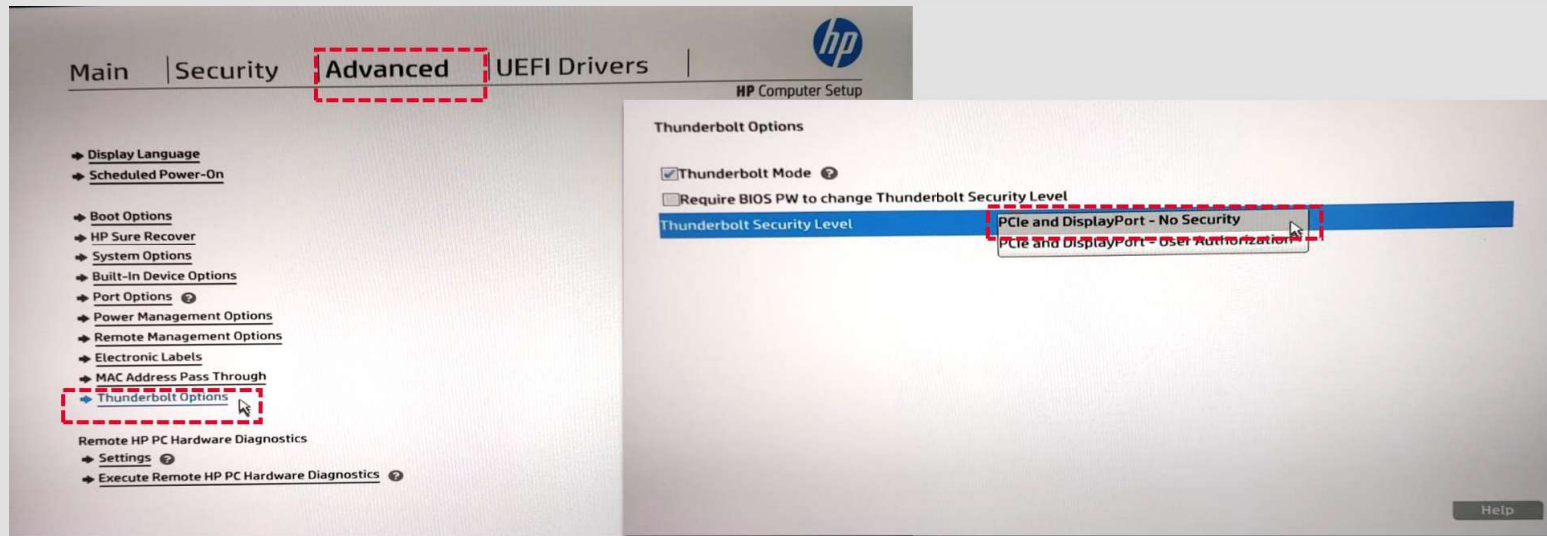 hp
Main Security Advanced UEFI Drivers
HP Computer Setup
Display Language
Scheduled Power-On
Boot Options
HP Sure Recover
System Options
Built-In Device Options
Port Options ?
Power Management Options
Remote Management Options
Electronic Labels
MAC Address Pass Through
Thunderbolt Options
Remote HP PC Hardware Diagnostics
Settings ?
Execute Remote HP PC Hardware Diagnostics ?
Thunderbolt Options
Thunderbolt Mode ?
Require BIOS PW to change Thunderbolt Security Level
Thunderbolt Security Level PCIe and DisplayPort - No Security
PCIe and DisplayPort - User Authorization
Help